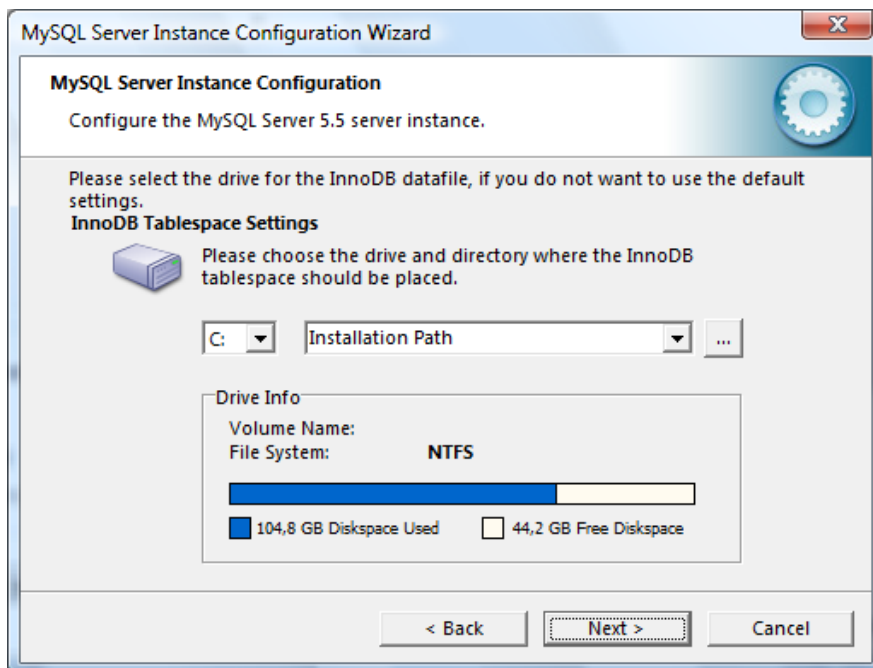 MySQL Server Instance Configuration Wizard
MySQL Server Instance Configuration
Configure the MySQL Server 5.5 server instance.
Please select the drive for the InnoDB datafile, if you do not want to use the default
settings.
InnoDB Tablespace Settings
Please choose the drive and directory where the InnoDB
tablespace should be placed.
C:
Installation Path
...
Drive Info
Volume Name:
File System: NTFS
104,8 GB Diskspace Used
44,2 GB Free Diskspace
< Back
Next >
Cancel